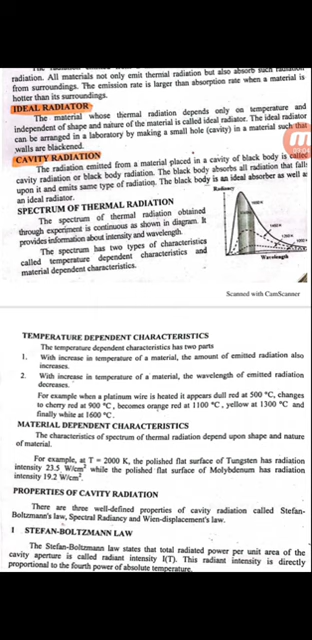 radiation. All materials not only emit thermal radiation but also absorb such radiation
from surroundings. The emission rate is larger than absorption rate when a material is
hotter than its surroundings.
IDEAL RADIATOR
The material whose thermal radiation depends only on temperature and
independent of shape and nature of the material is called ideal radiator. The ideal radiator
can be arranged in a laboratory by making a small hole (cavity) in a material such that
walls are blackened.
CAVITY RADIATION
The radiation emitted from a material placed in a cavity of black body is called
cavity radiation or black body radiation. The black body absorbs all radiation that falls
upon it and emits same type of radiation. The black body is an ideal absorber as well as
an ideal radiator.
Radiancy
SPECTRUM OF THERMAL RADIATION
The spectrum of thermal radiation obtained
through experiment is continuous as shown in diagram. It
provides information about intensity and wavelength.
The spectrum has two types of characteristics
called temperature dependent characteristics and
material dependent characteristics.
Wavelength
Scanned with CamScanner
TEMPERATURE DEPENDENT CHARACTERISTICS
The temperature dependent characteristics has two parts
1. With increase in temperature of a material, the amount of emitted radiation also
increases.
2. With increase in temperature of a material, the wavelength of emitted radiation
decreases.
For example when a platinum wire is heated it appears dull red at 500 °C, changes
to cherry red at 900 °C, becomes orange red at 1100 °C, yellow at 1300 °C and
finally white at 1600 °C.
MATERIAL DEPENDENT CHARACTERISTICS
The characteristics of spectrum of thermal radiation depend upon shape and nature
of material.
For example, at T = 2000 K, the polished flat surface of Tungsten has radiation
intensity 23.5 W/cm² while the polished flat surface of Molybdenum has radiation
intensity 19.2 W/cm².
PROPERTIES OF CAVITY RADIATION
There are three well-defined properties of cavity radiation called Stefan-
Boltzmann's law, Spectral Radiancy and Wien-displacement's law.
1 STEFAN-BOLTZMANN LAW
The Stefan-Boltzmann law states that total radiated power per unit area of the
cavity aperture is called radiant intensity I(T). This radiant intensity is directly
proportional to the fourth power of absolute temperature.